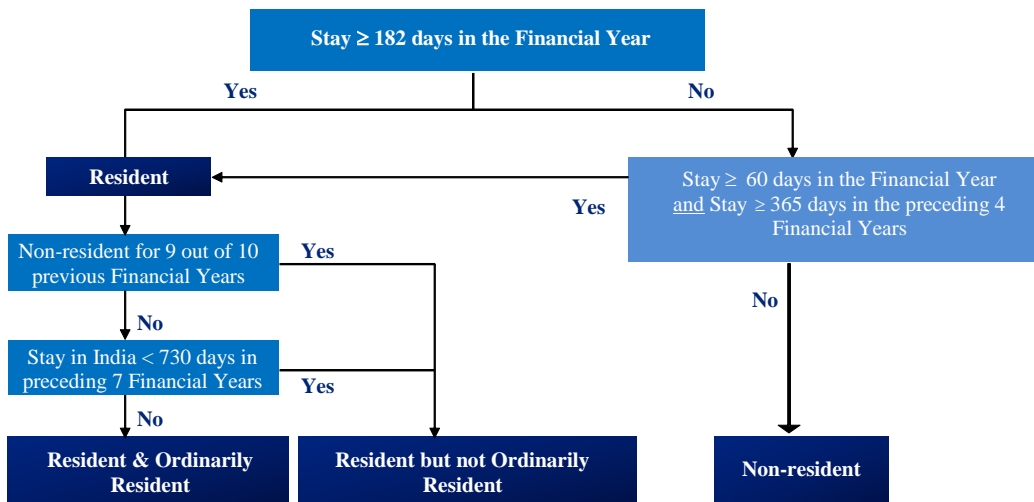 Stay ≥ 182 days in the Financial Year
Yes
No
Resident
Stay ≥ 60 days in the Financial Year
and Stay ≥ 365 days in the preceding 4
Financial Years
Yes
Non-resident for 9 out of 10
previous Financial Years
Yes
No
No
Stay in India < 730 days in
preceding 7 Financial Years
Yes
No
Resident & Ordinarily
Resident
Resident but not Ordinarily
Resident
Non-resident